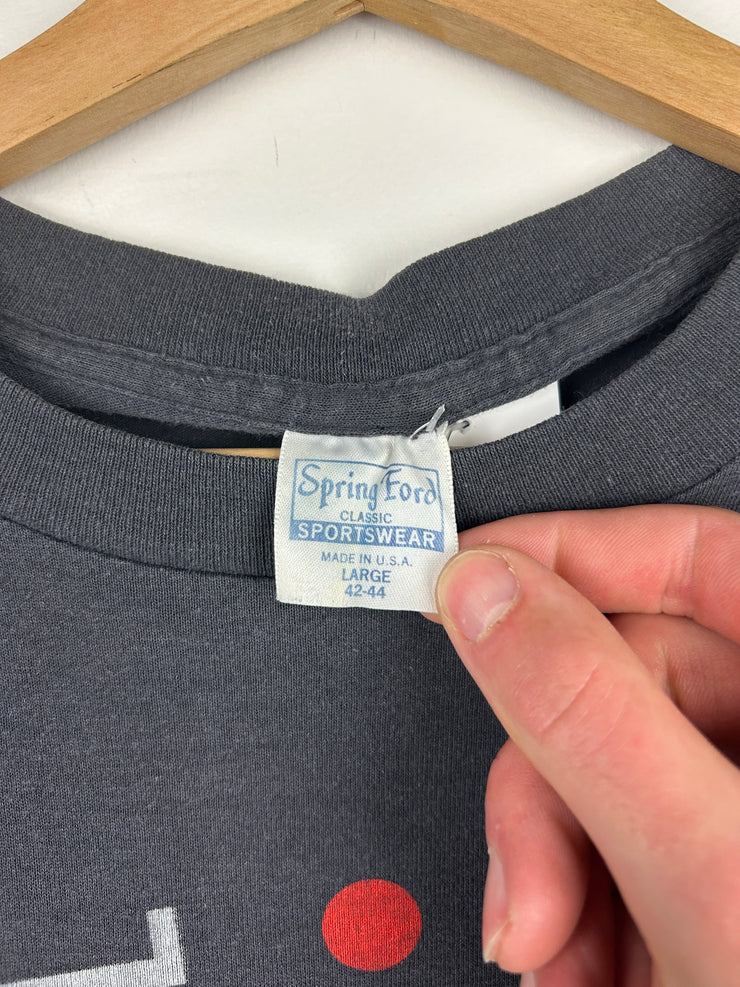 Spring Ford
CLASSIC
SPORTSWEAR
MADE IN U.S.A.
LARGE
42-44